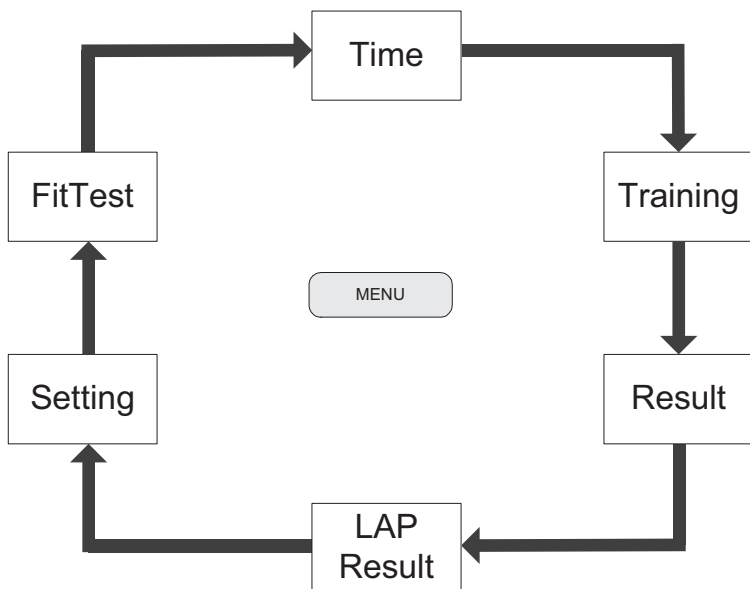 Time
FitTest
Training
MENU
Setting
Result
LAP
Result